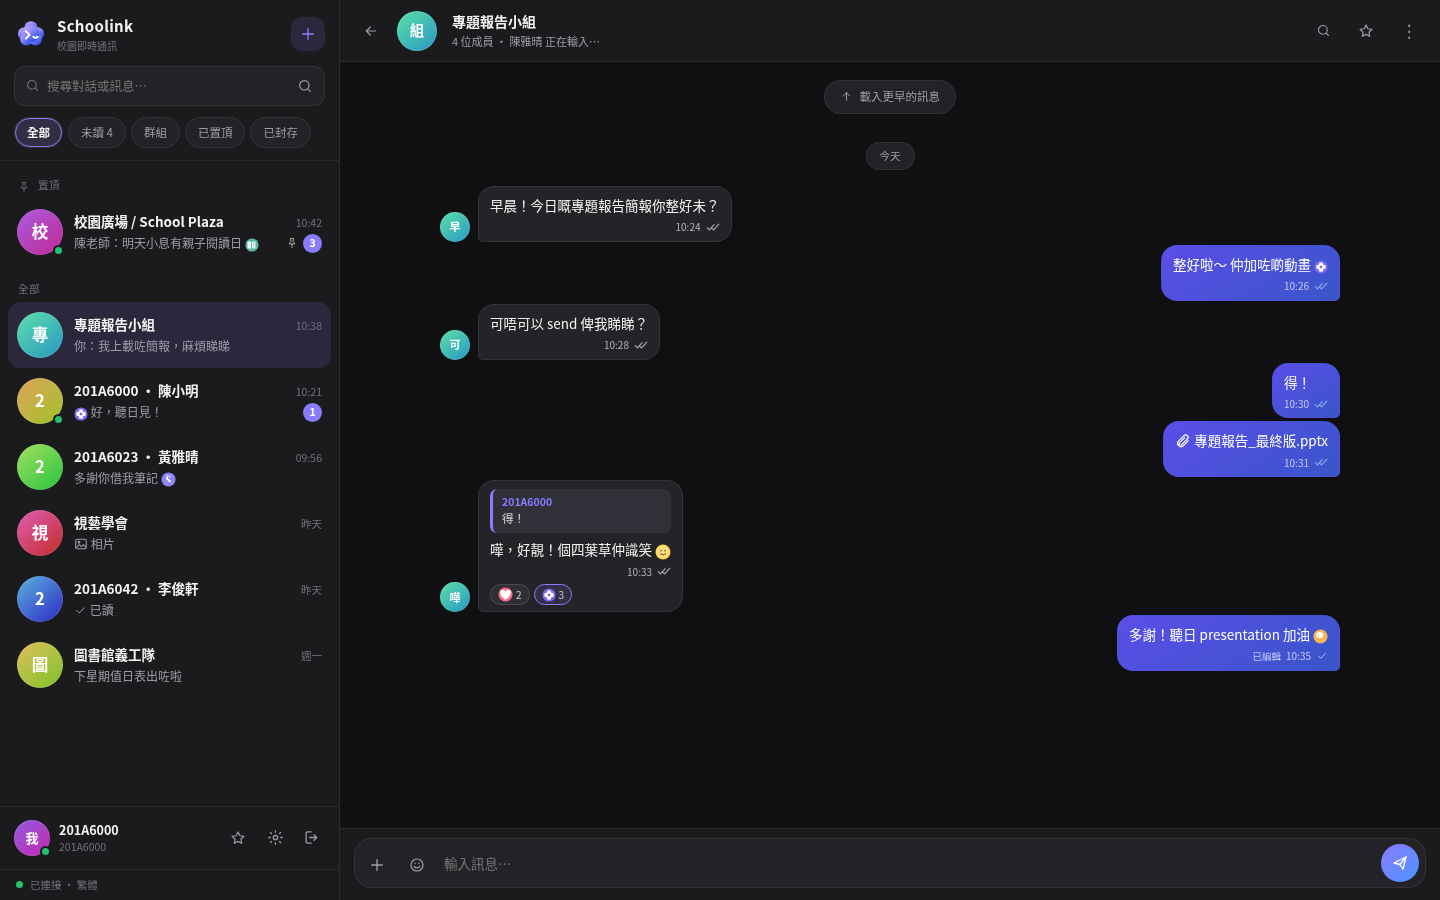 Schoolink
校園即時通訊
搜尋對話或訊息…
全部
未讀 4
群組
已置頂
已封存
置頂
校園廣場 / School Plaza
10:42
陳老師：明天小息有親子閱讀日
3
全部
專題報告小組
10:38
你：我上載咗簡報，麻煩睇睇
2
201A6000 · 陳小明
10:21
好，聽日見！
1
2
201A6023 · 黃雅晴
09:56
多謝你借我筆記
視藝學會
昨天
相片
2
201A6042 · 李俊軒
昨天
已讀
圖書館義工隊
週一
下星期值日表出咗啦
校
專
視
圖
我
201A6000
201A6000
已連接 · 繁體
組
專題報告小組
4 位成員 · 陳雅晴 正在輸入…
載入更早的訊息
今天
早
早晨！今日嘅專題報告簡報你整好未？
10:24
整好啦～ 仲加咗啲動畫
10:26
可
可唔可以 send 俾我睇睇？
10:28
得！
10:30
專題報告_最終版.pptx
10:31
201A6000
得！
嘩，好靚！個四葉草仲識笑
10:33
嘩
2
3
多謝！聽日 presentation 加油
已編輯 10:35
輸入訊息…